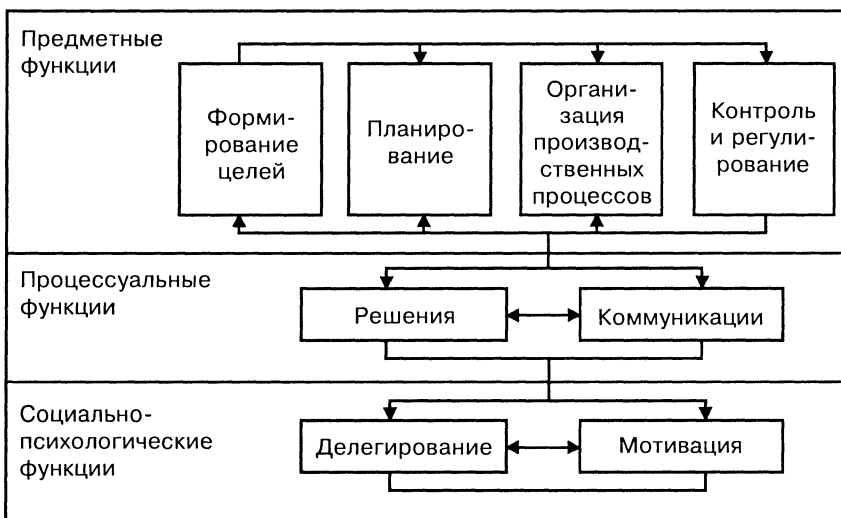 Предметные
функции
Форми-
рование
целей
Планиро-
вание
Органи-
зация
производ-
ственных
процессов
Контроль
и регули-
рование
Процессуальные
функции
Решения
Коммуникации
Социально-
психологические
функции
Делегирование
Мотивация